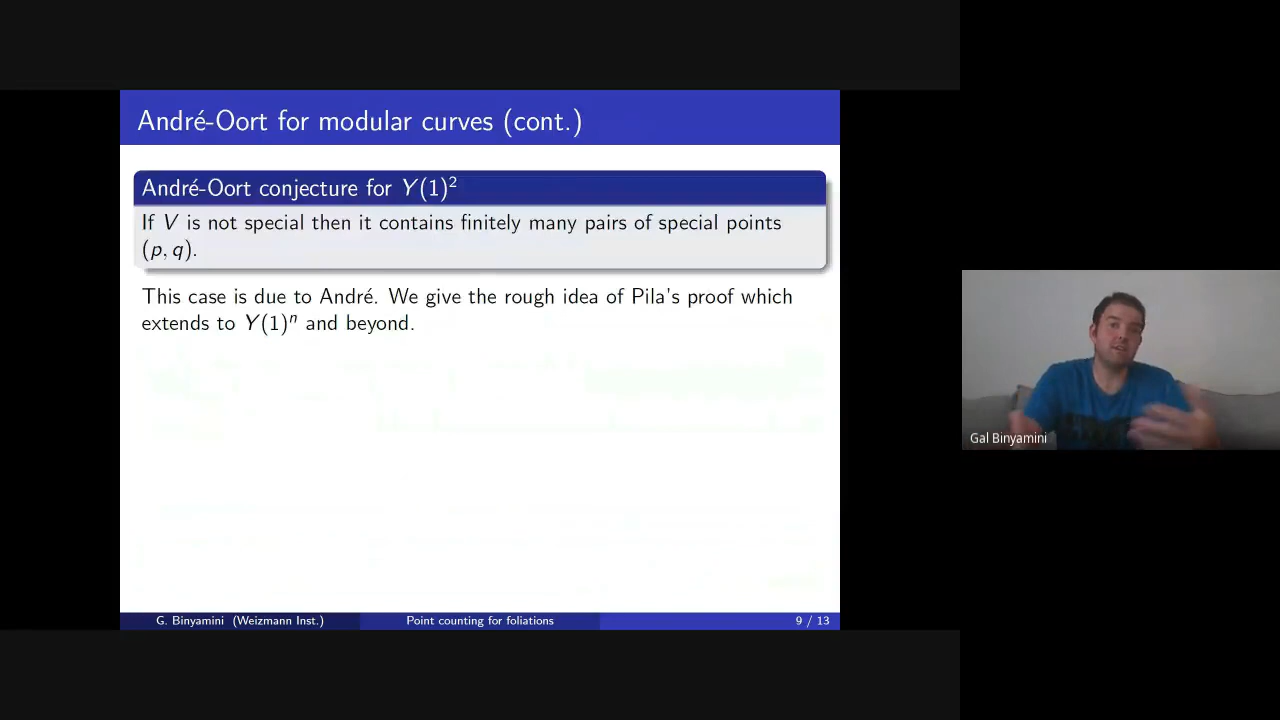 André-Oort for modular curves (cont.)
André-Oort conjecture for Y(1)²
If V is not special then it contains finitely many pairs of special points
(p, q).
This case is due to André. We give the rough idea of Pila's proof which
extends to Y(1)ⁿ and beyond.
Gal Binyamini
G. Binyamini (Weizmann Inst.) Point counting for foliations 9 / 13